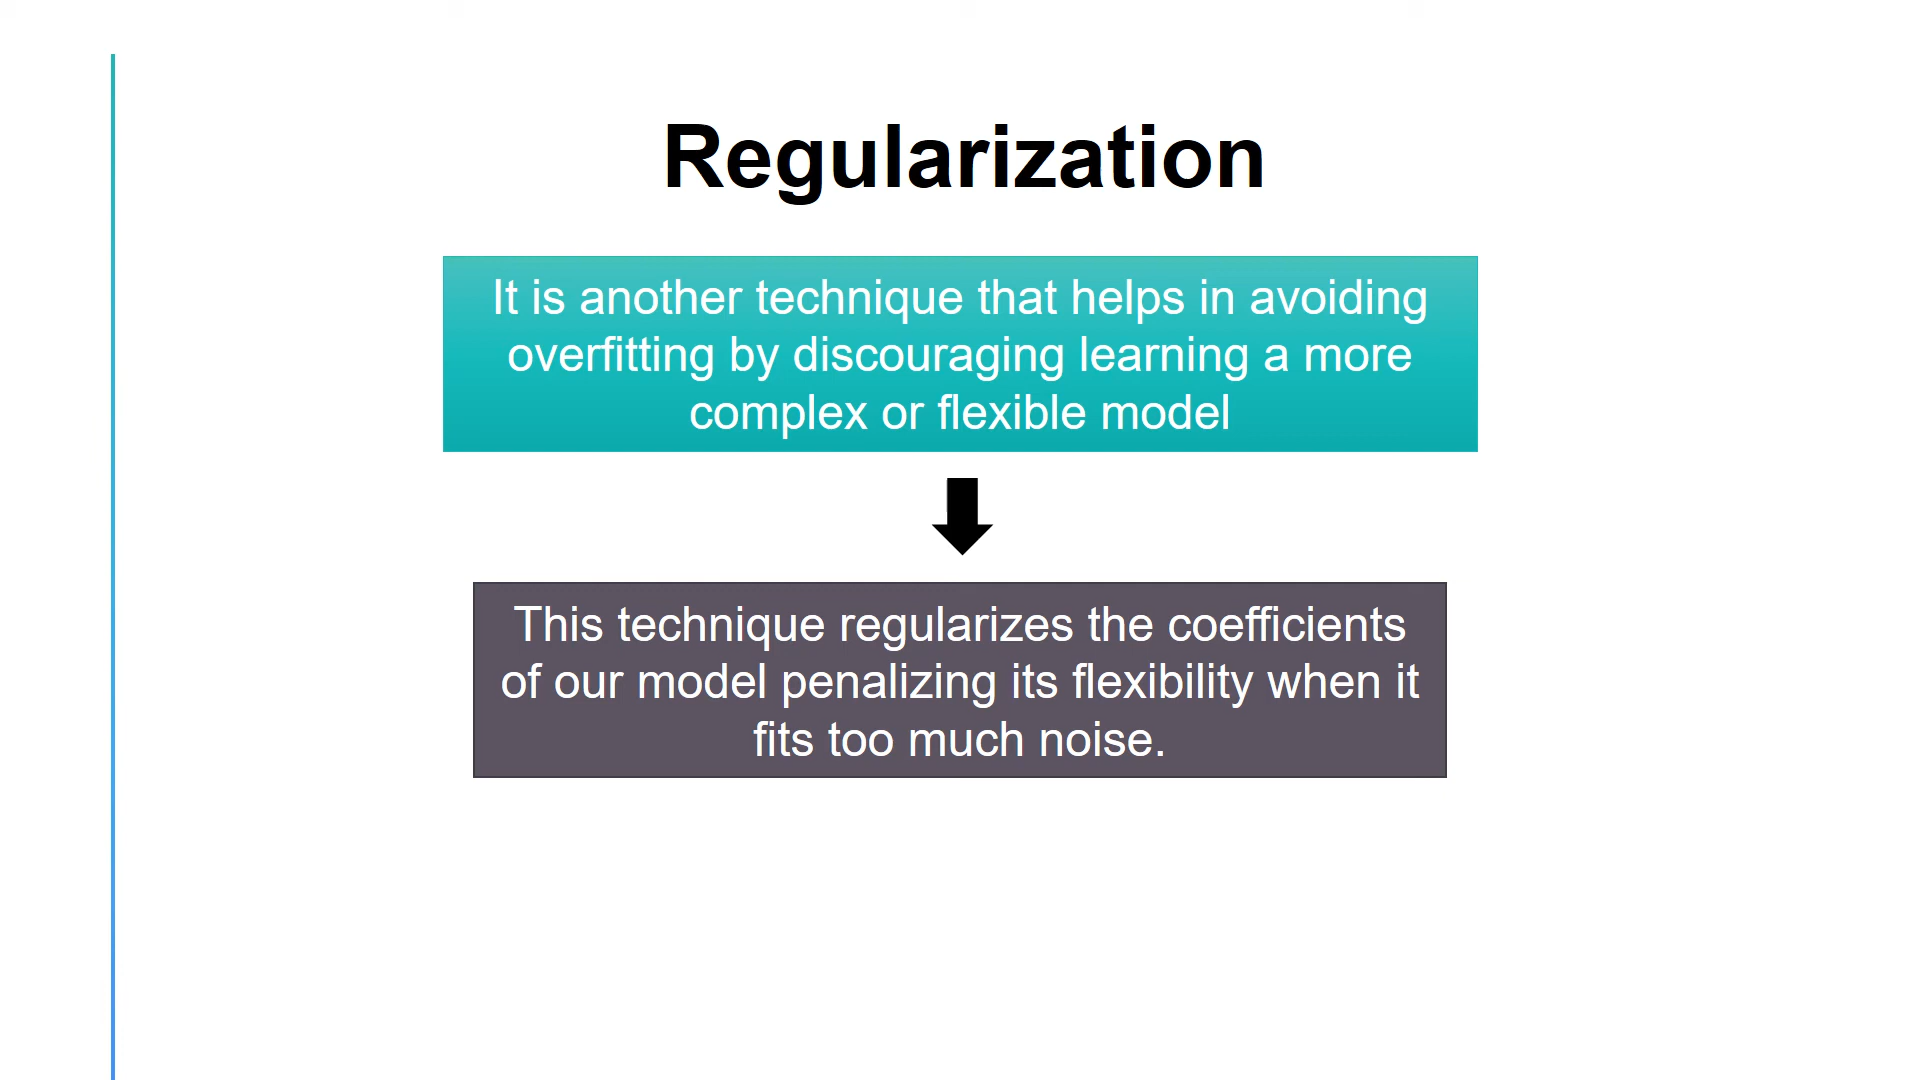 Regularization
It is another technique that helps in avoiding
overfitting by discouraging learning a more
complex or flexible model
This technique regularizes the coefficients
of our model penalizing its flexibility when it
fits too much noise.